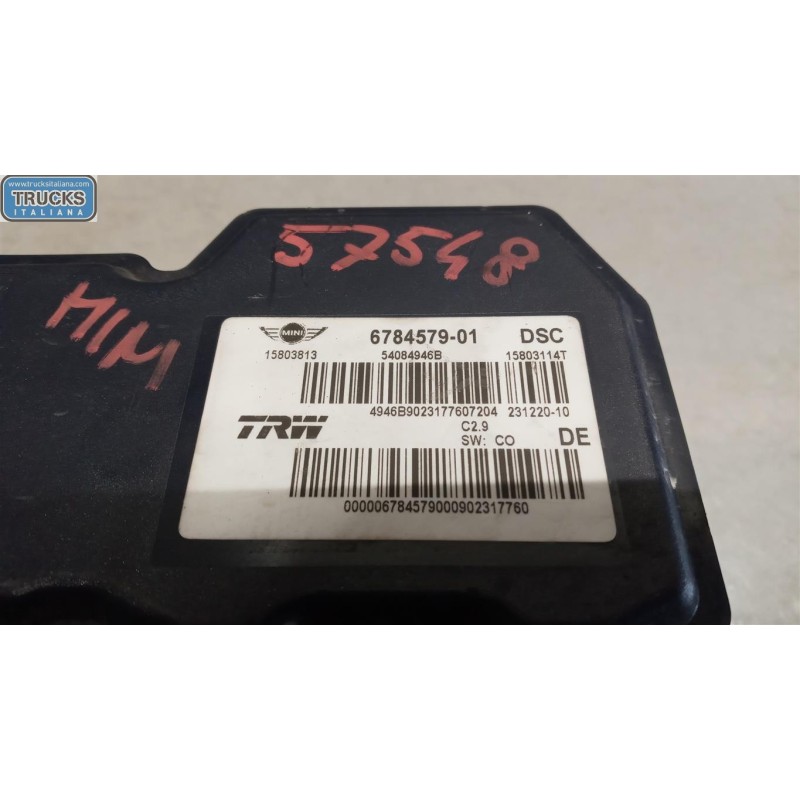 www.trucksitaliana.com
TRUCKS
ITALIANA
57548
MIM
MINI
6784579-01 DSC
15803813 54084946B 15803114T
4946B9023177607204 231220-10
TRW
C2.9
SW: CO DE
000006784579000902317760